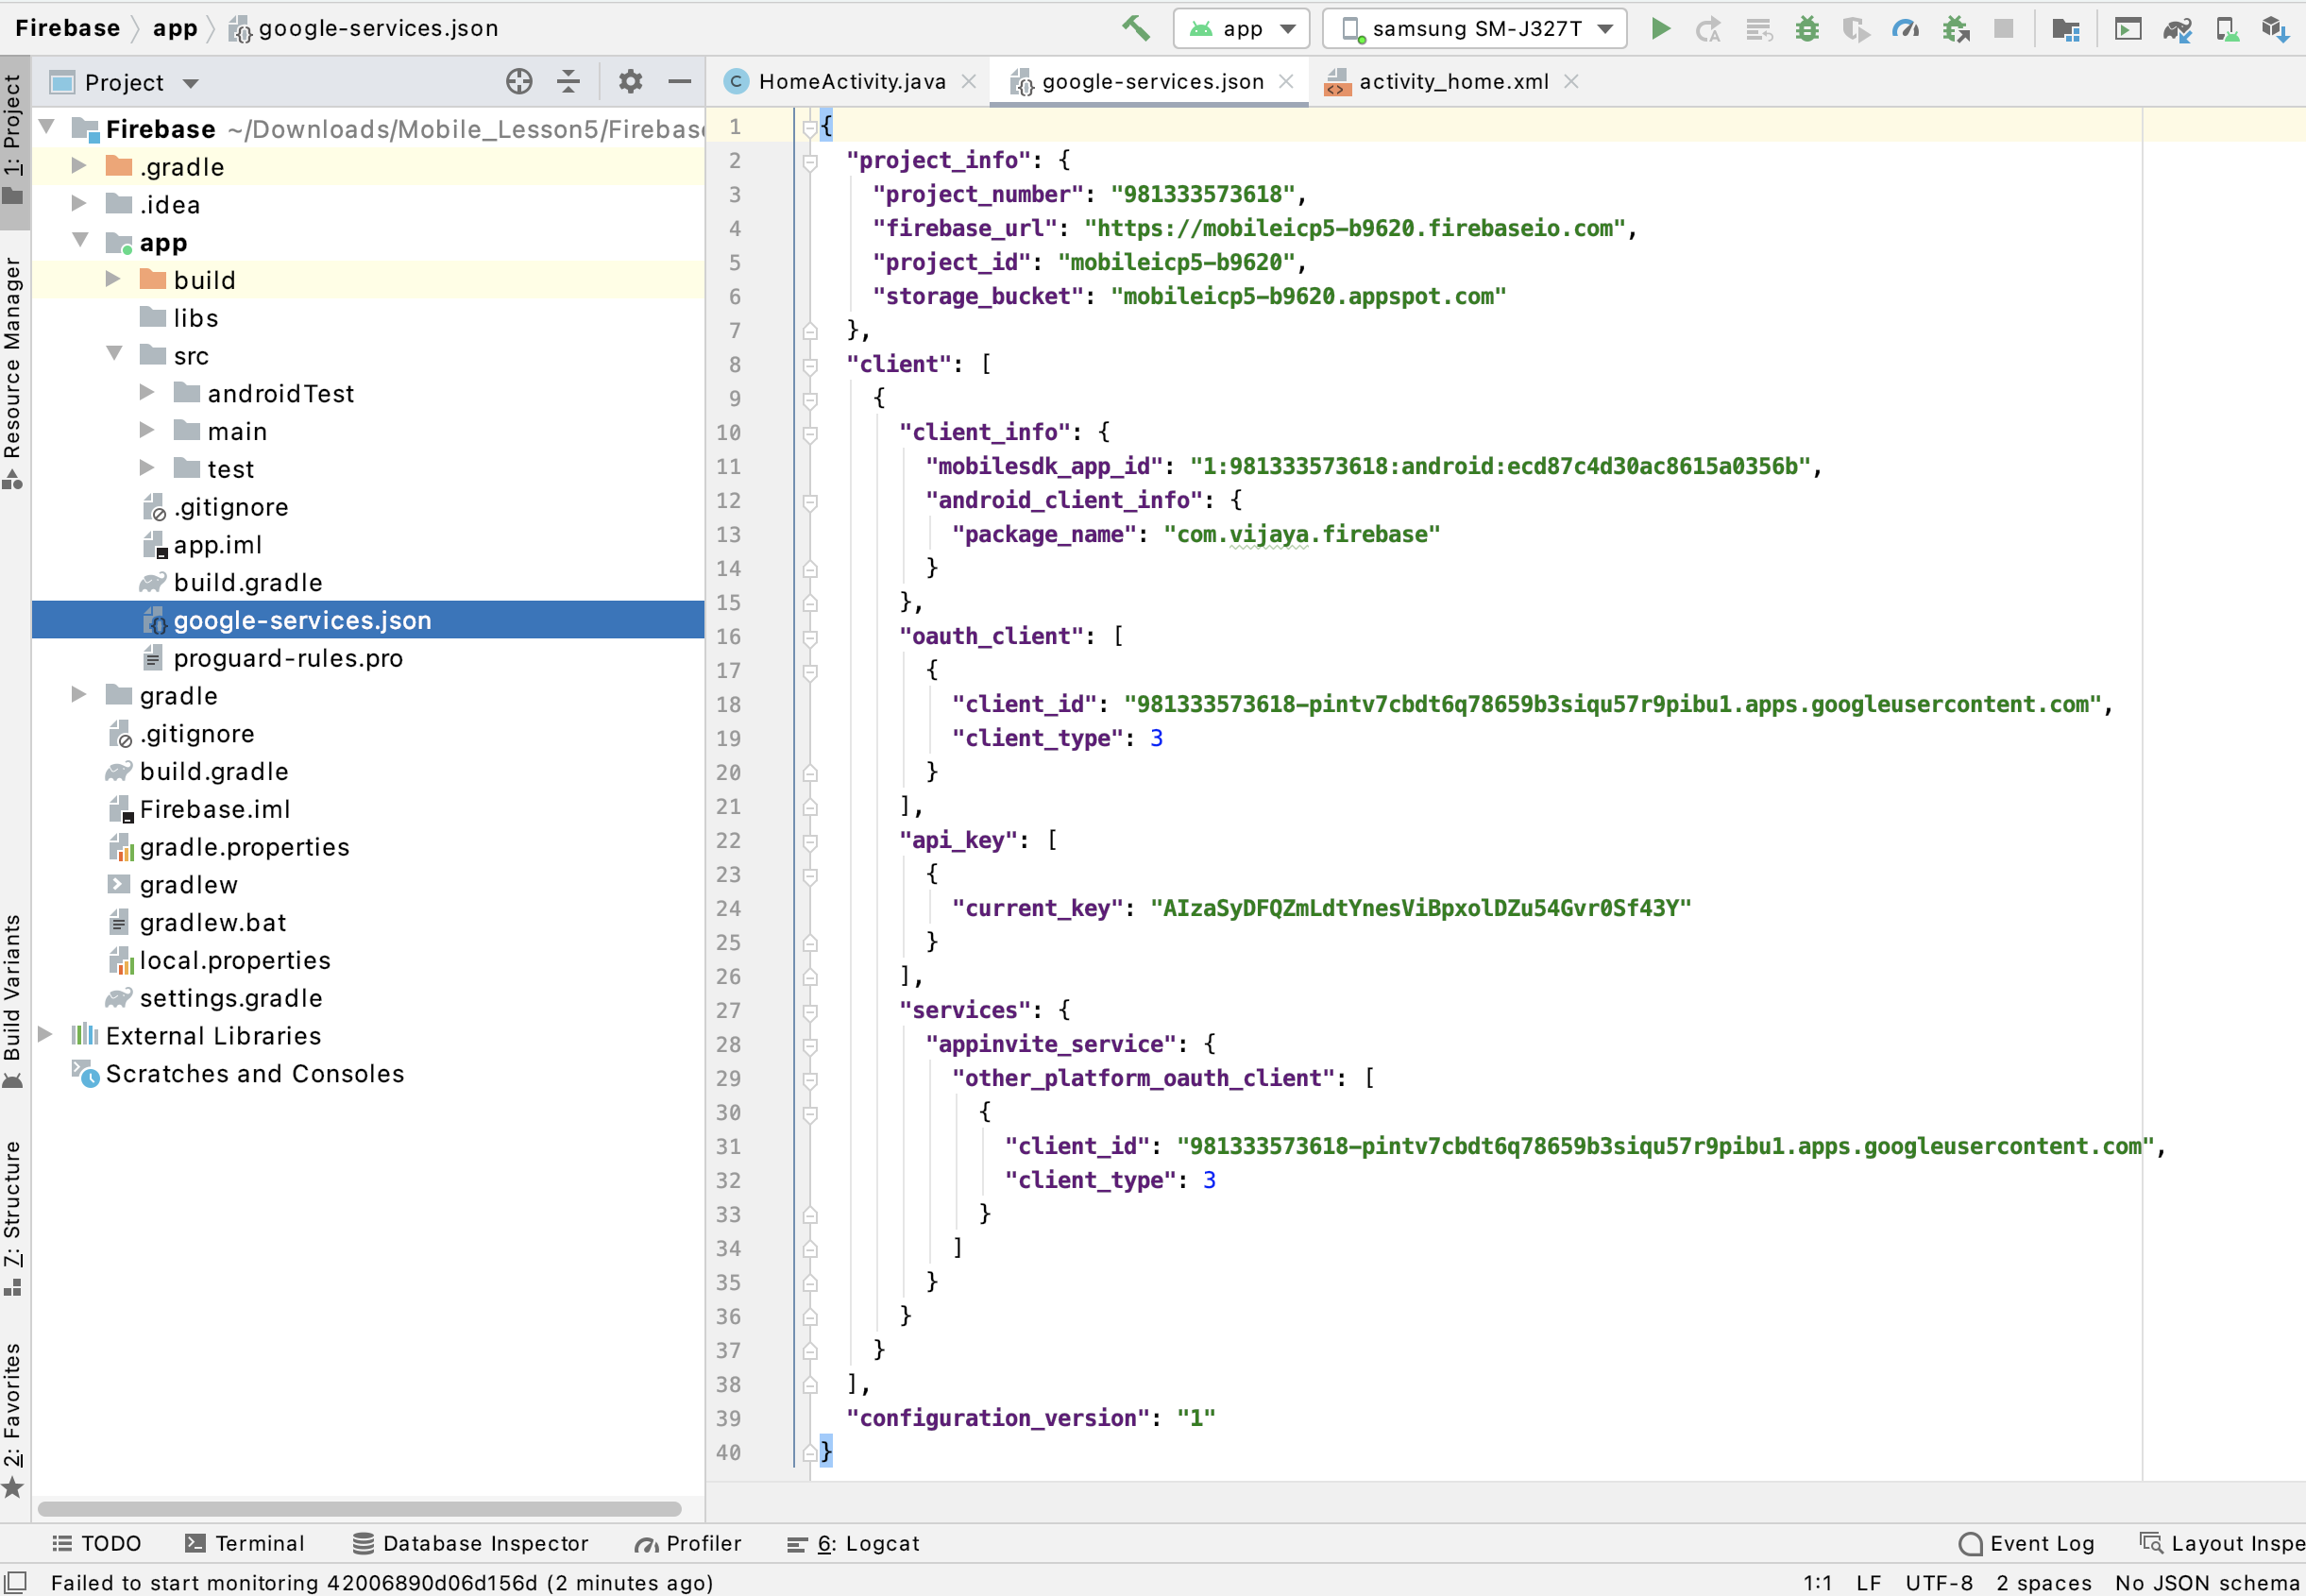 Firebase app google-services.json
app samsung SM-J327T
1: Project
Resource Manager
Build Variants
7: Structure
2: Favorites
Project
Firebase ~/Downloads/Mobile_Lesson5/Firebase
.gradle
.idea
app
build
libs
src
androidTest
main
test
.gitignore
app.iml
build.gradle
google-services.json
proguard-rules.pro
gradle
.gitignore
build.gradle
Firebase.iml
gradle.properties
gradlew
gradlew.bat
local.properties
settings.gradle
External Libraries
Scratches and Consoles
HomeActivity.java google-services.json activity_home.xml
1 {
2 "project_info": {
3 "project_number": "981333573618",
4 "firebase_url": "https://mobileicp5-b9620.firebaseio.com",
5 "project_id": "mobileicp5-b9620",
6 "storage_bucket": "mobileicp5-b9620.appspot.com"
7 },
8 "client": [
9 {
10 "client_info": {
11 "mobilesdk_app_id": "1:981333573618:android:ecd87c4d30ac8615a0356b",
12 "android_client_info": {
13 "package_name": "com.vijaya.firebase"
14 }
15 },
16 "oauth_client": [
17 {
18 "client_id": "981333573618-pintv7cbdt6q78659b3siqu57r9pibu1.apps.googleusercontent.com",
19 "client_type": 3
20 }
21 ],
22 "api_key": [
23 {
24 "current_key": "AIzaSyDFQZmLdtYnesViBpxolDZu54Gvr0Sf43Y"
25 }
26 ],
27 "services": {
28 "appinvite_service": {
29 "other_platform_oauth_client": [
30 {
31 "client_id": "981333573618-pintv7cbdt6q78659b3siqu57r9pibu1.apps.googleusercontent.com",
32 "client_type": 3
33 }
34 ]
35 }
36 }
37 }
38 ],
39 "configuration_version": "1"
40 }
TODO Terminal Database Inspector Profiler 6: Logcat Event Log Layout Inspe
Failed to start monitoring 42006890d06d156d (2 minutes ago) 1:1 LF UTF-8 2 spaces No JSON schema